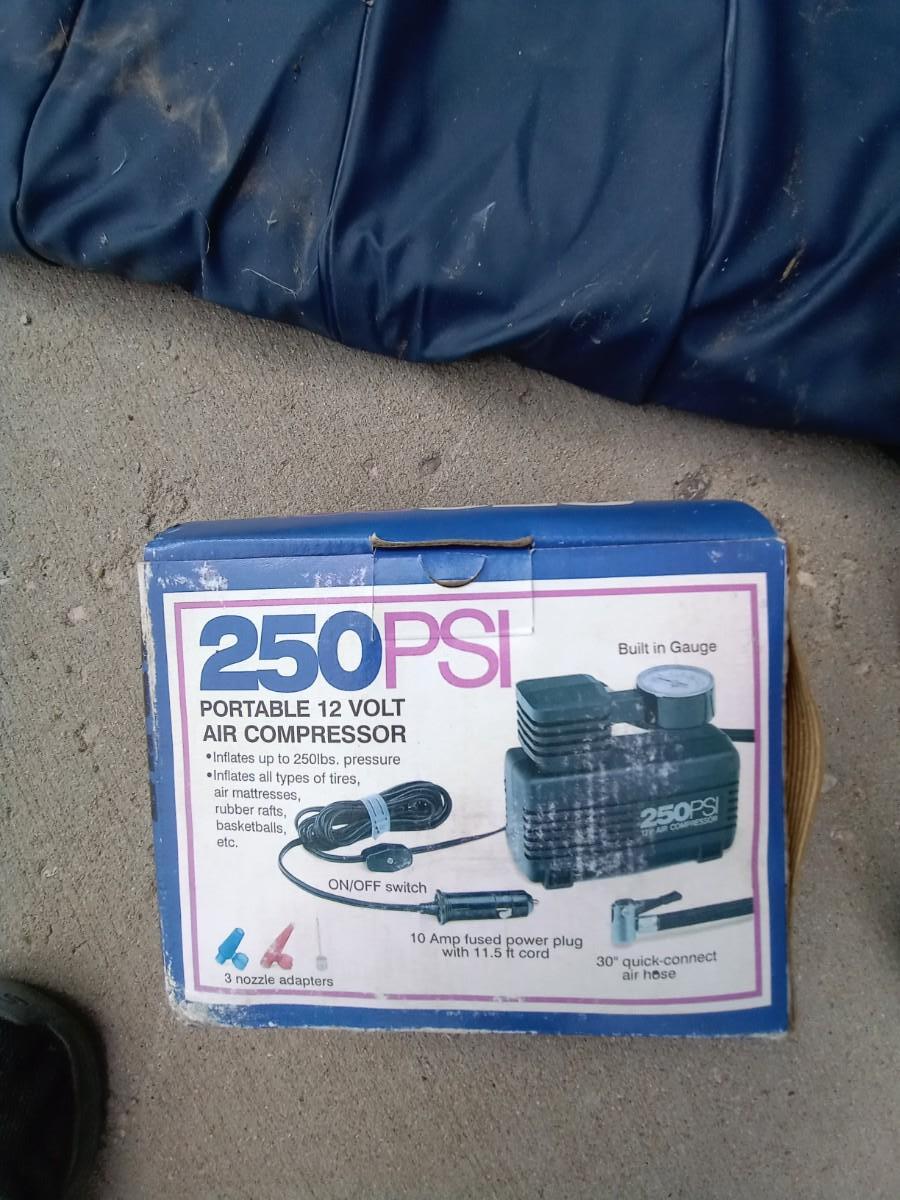 250PSI
Built in Gauge
PORTABLE 12 VOLT
AIR COMPRESSOR
•Inflates up to 250lbs. pressure
•Inflates all types of tires,
air mattresses,
rubber rafts,
basketballs,
etc.
250PSI
12V AIR COMPRESSOR
ON/OFF switch
10 Amp fused power plug
with 11.5 ft cord
30" quick-connect
air hose
3 nozzle adapters